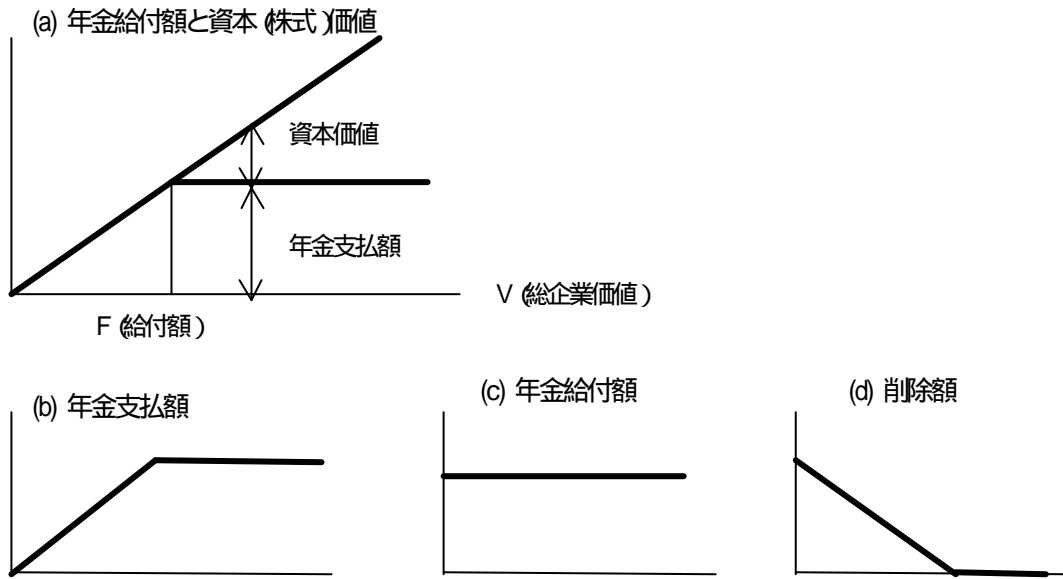 (a) 年金給付額と資本(株式)価値
資本価値
年金支払額
V(総企業価値)
F(給付額)
(b) 年金支払額
(c) 年金給付額
(d) 削除額